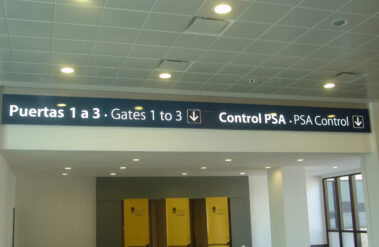 Puertas 1 a 3 · Gates 1 to 3 Control PSA · PSA Control